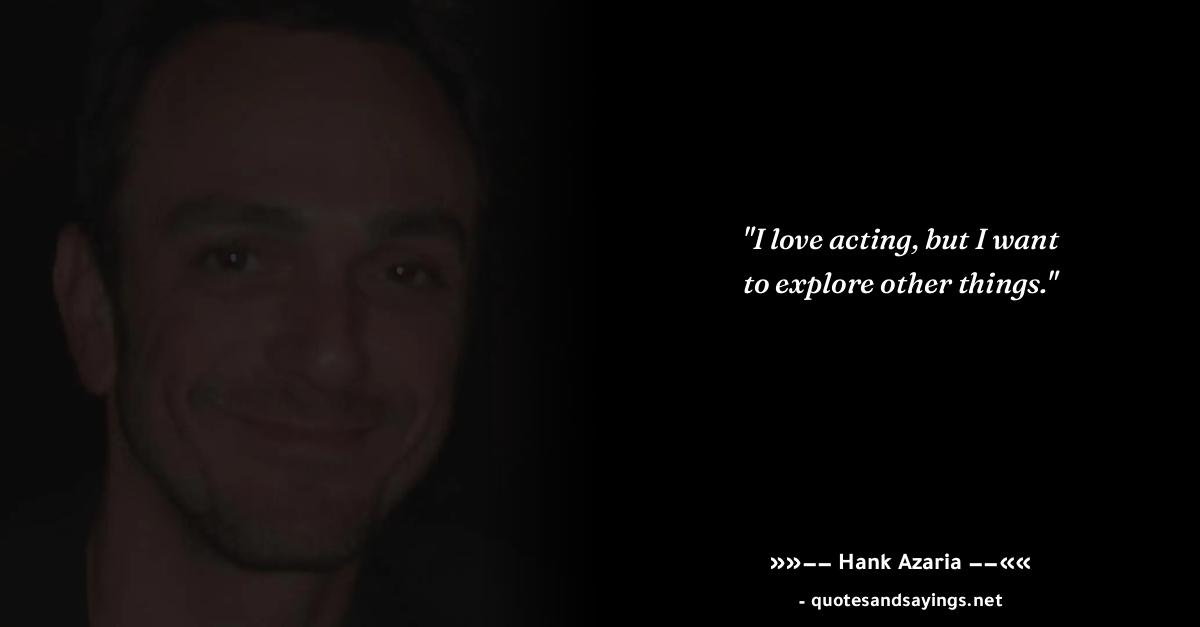 "I love acting, but I want
to explore other things."
»»–– Hank Azaria ––««
- quotesandsayings.net